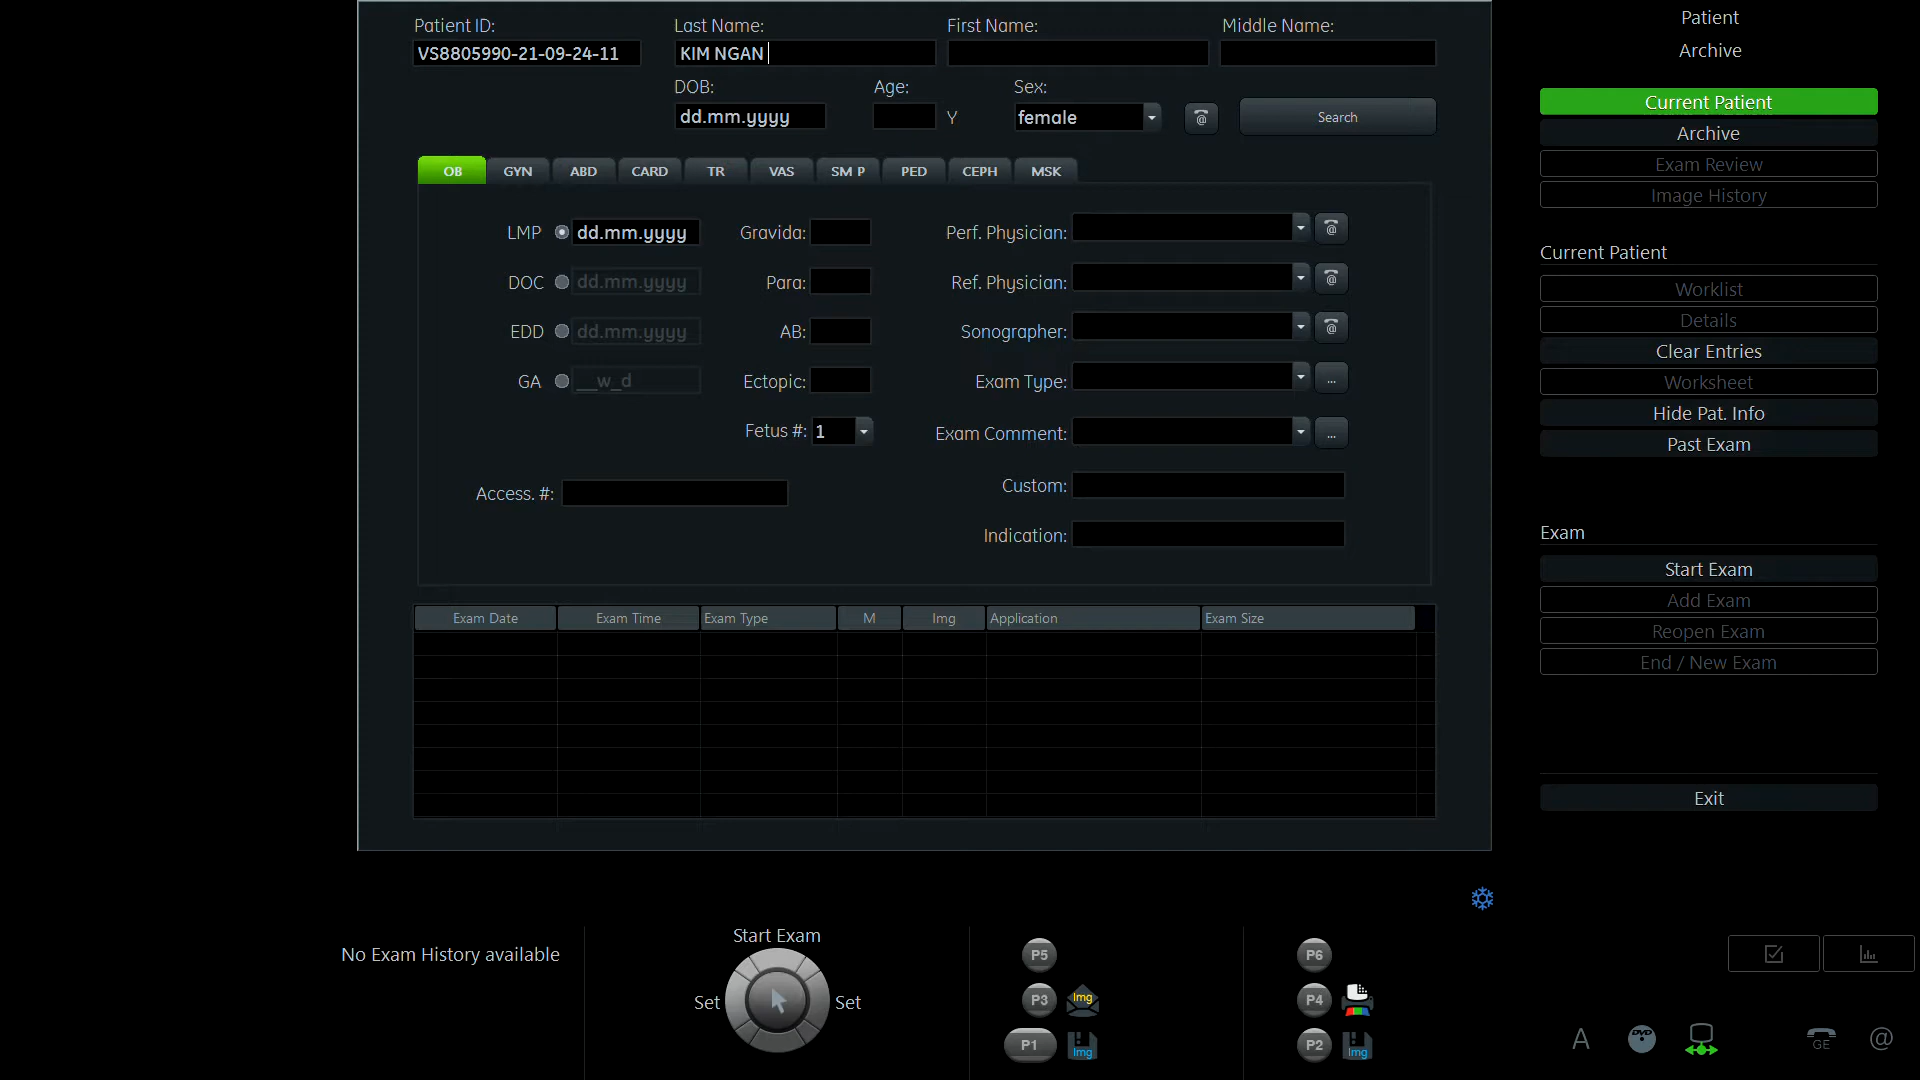 Patient ID: Last Name: First Name: Middle Name:
VS8805990-21-09-24-11 KIM NGAN
DOB: Age: Sex:
dd.mm.yyyy Y female @ Search
OB GYN ABD CARD TR VAS SM P PED CEPH MSK
LMP dd.mm.yyyy Gravida: Perf. Physician: @
DOC dd.mm.yyyy Para: Ref. Physician: @
EDD dd.mm.yyyy AB: Sonographer: @
GA __w_d Ectopic: Exam Type: ...
Fetus #: 1 Exam Comment: ...
Access. #: Custom:
Indication:
Exam Date Exam Time Exam Type M Img Application Exam Size
Patient
Archive
Current Patient
Archive
Exam Review
Image History
Current Patient
Worklist
Details
Clear Entries
Worksheet
Hide Pat. Info
Past Exam
Exam
Start Exam
Add Exam
Reopen Exam
End / New Exam
Exit
No Exam History available
Start Exam
Set Set
P5 P6
P3 Img P4
P1 Img P2 Img
A DVD GE @